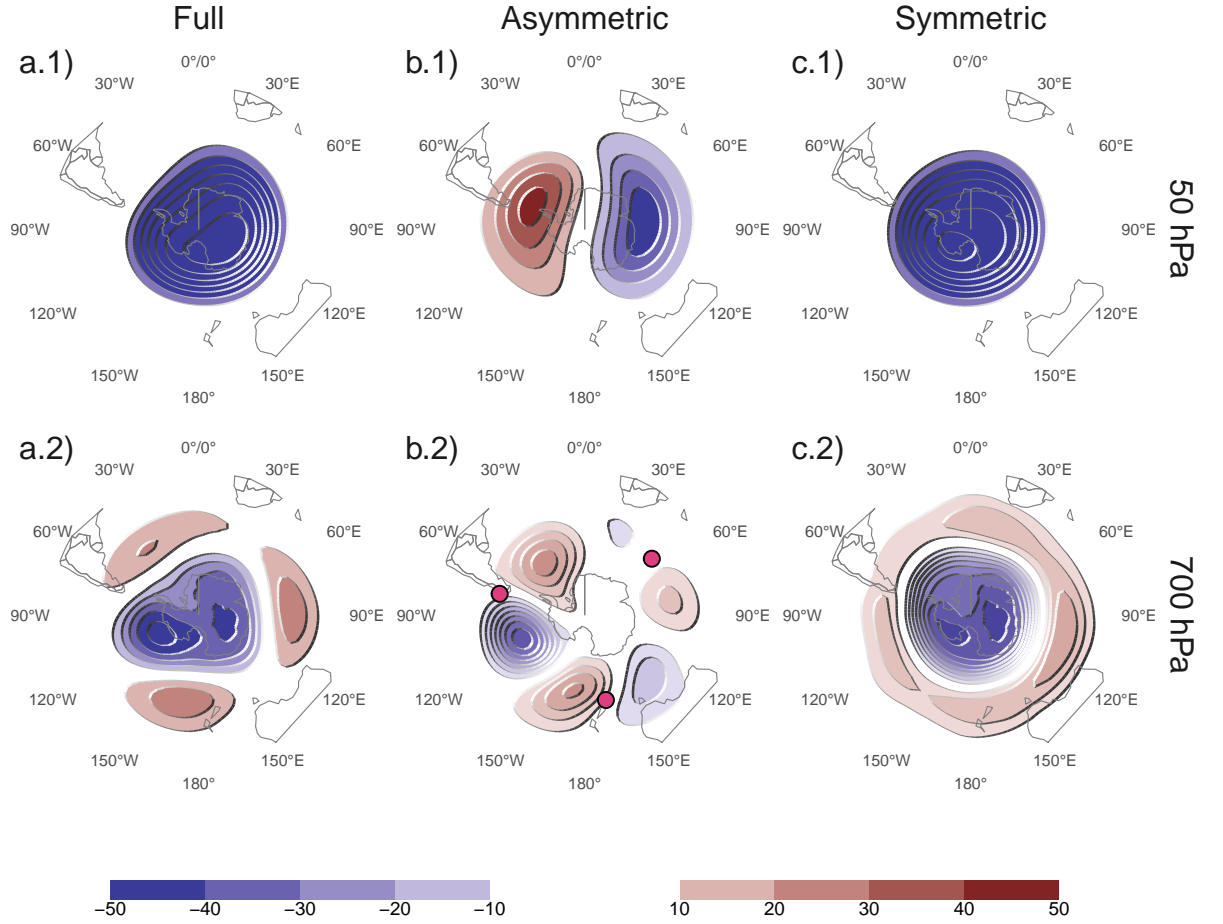 Full Asymmetric Symmetric
a.1) b.1) c.1)
0°/0° 0°/0° 0°/0°
30°W 30°E 30°W 30°E 30°W 30°E
60°W 60°E 60°W 60°E 60°W 60°E
90°W 90°E 90°W 90°E 90°W 90°E
120°W 120°E 120°W 120°E 120°W 120°E
150°W 150°E 150°W 150°E 150°W 150°E
180° 180° 180°
50 hPa
a.2) b.2) c.2)
0°/0° 0°/0° 0°/0°
30°W 30°E 30°W 30°E 30°W 30°E
60°W 60°E 60°W 60°E 60°W 60°E
90°W 90°E 90°W 90°E 90°W 90°E
120°W 120°E 120°W 120°E 120°W 120°E
150°W 150°E 150°W 150°E 150°W 150°E
180° 180° 180°
700 hPa
−50 −40 −30 −20 −10 10 20 30 40 50